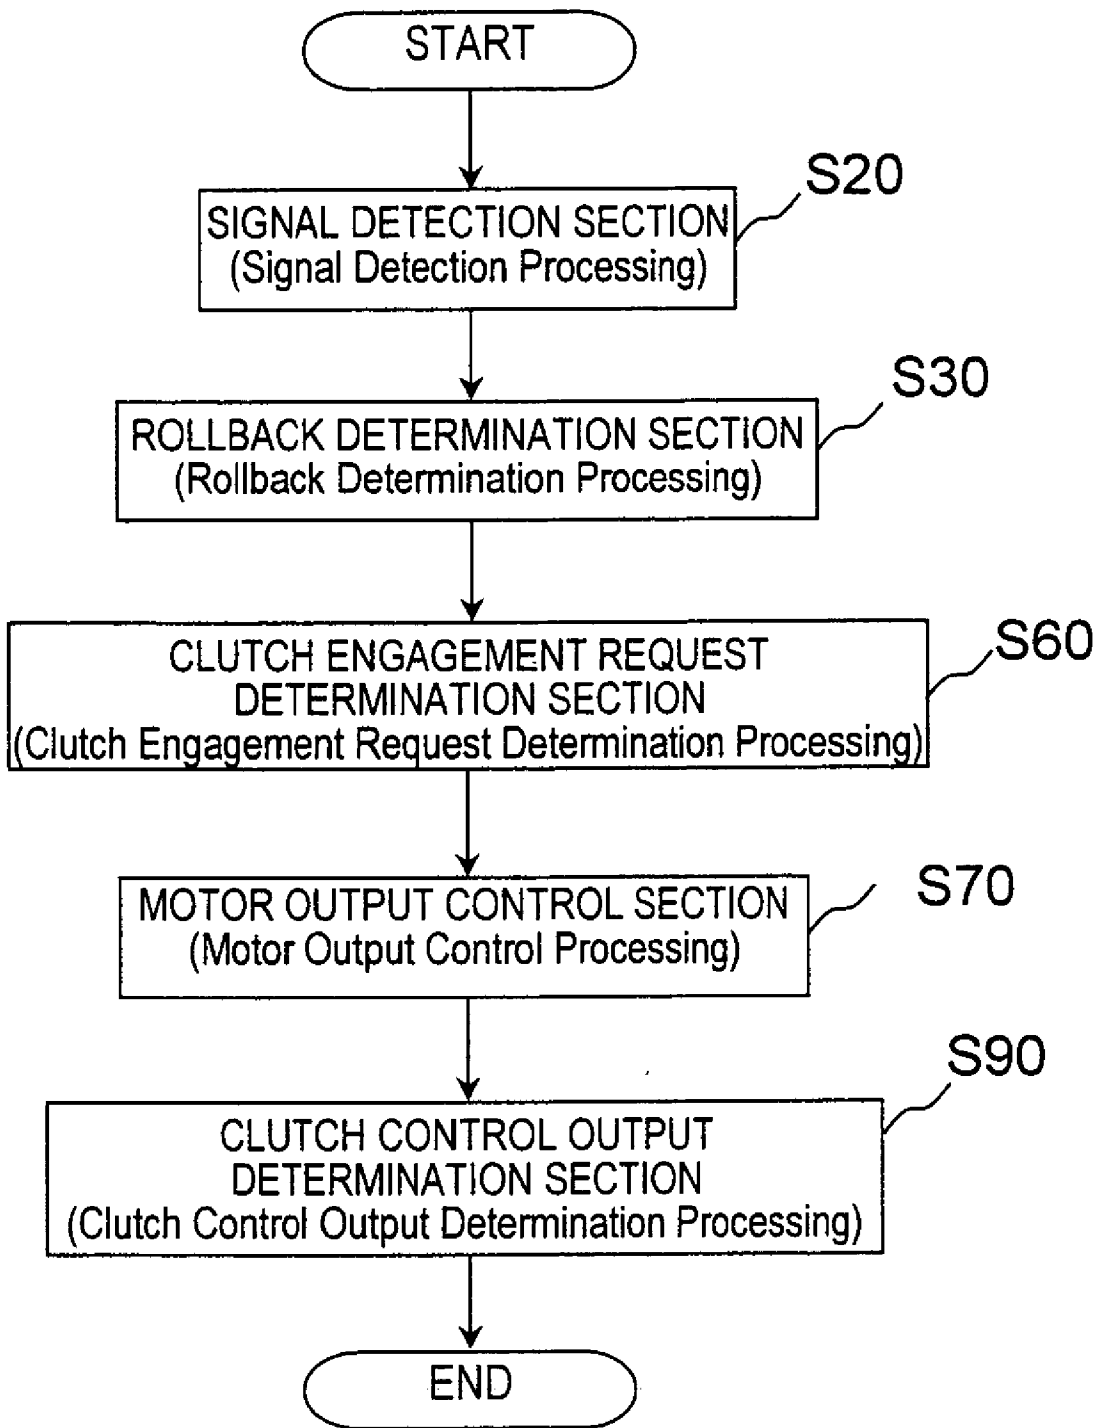 START
S20
SIGNAL DETECTION SECTION
(Signal Detection Processing)
S30
ROLLBACK DETERMINATION SECTION
(Rollback Determination Processing)
S60
CLUTCH ENGAGEMENT REQUEST
DETERMINATION SECTION
(Clutch Engagement Request Determination Processing)
S70
MOTOR OUTPUT CONTROL SECTION
(Motor Output Control Processing)
S90
CLUTCH CONTROL OUTPUT
DETERMINATION SECTION
(Clutch Control Output Determination Processing)
END